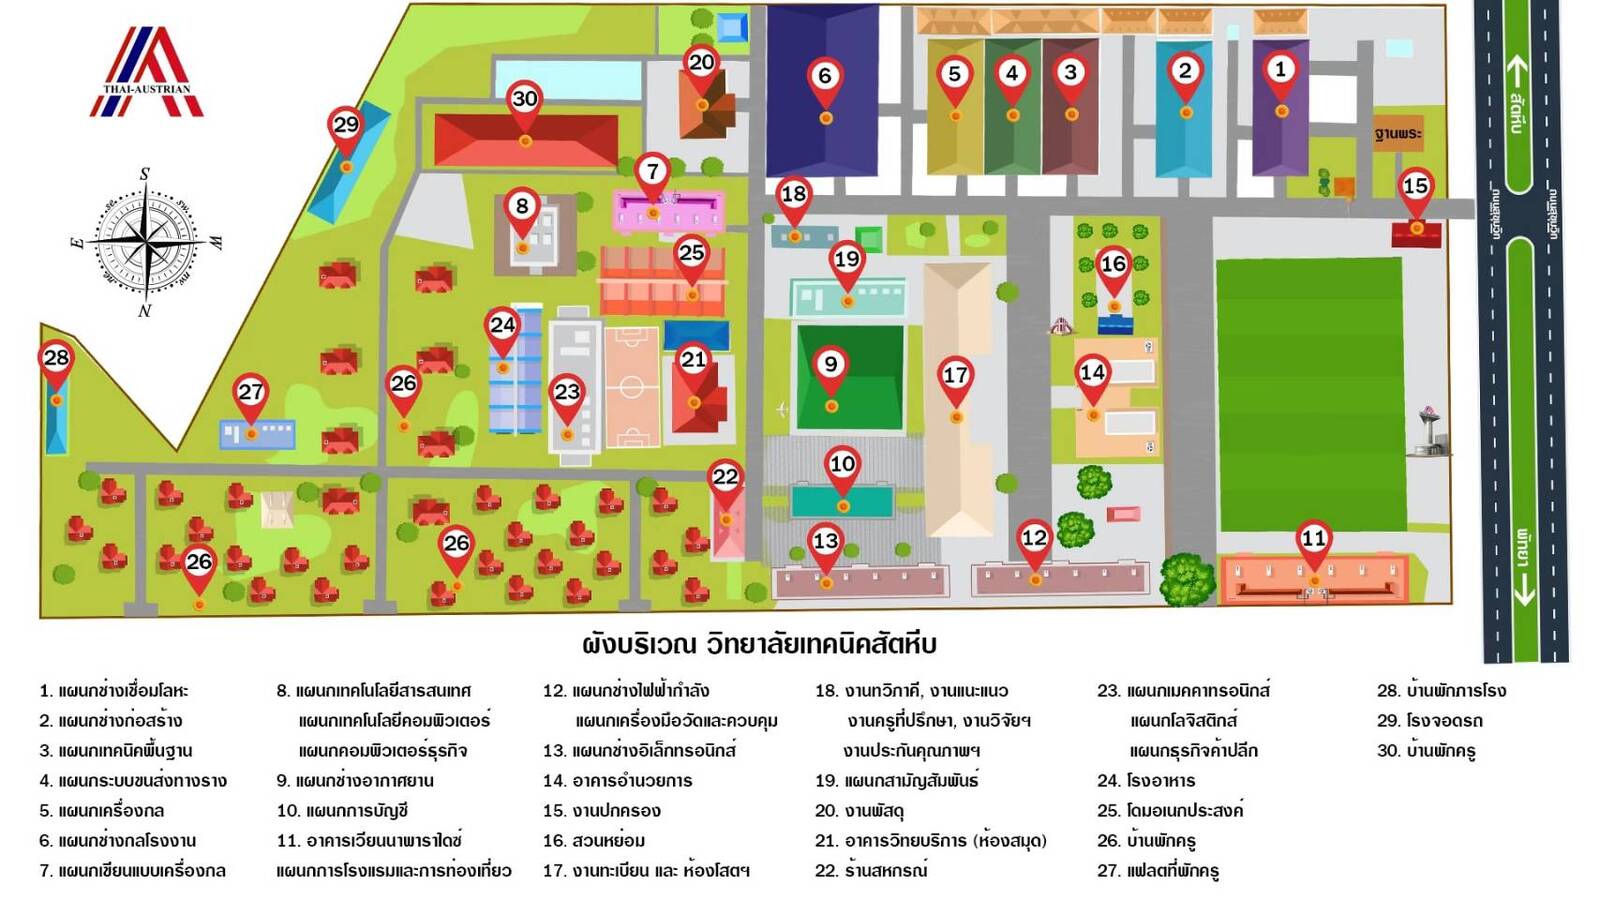 THAI-AUSTRIAN
S
se.
sw.
E
W
ne.
nw.
N
20
6
5
4
3
2
1
30
29
7
18
8
15
25
19
16
24
21
9
17
14
28
27
26
23
10
22
26
26
13
12
11
ฐานพระ
สัตหีบ
ถนนสุขุมวิท
ถนนสุขุมวิท
พัทยา
ผังบริเวณ วิทยาลัยเทคนิคสัตหีบ
1. แผนกช่างเชื่อมโลหะ
2. แผนกช่างก่อสร้าง
3. แผนกเทคนิคพื้นฐาน
4. แผนกระบบขนส่งทางราง
5. แผนกเครื่องกล
6. แผนกช่างกลโรงงาน
7. แผนกเขียนแบบเครื่องกล
8. แผนกเทคโนโลยีสารสนเทศ
แผนกเทคโนโลยีคอมพิวเตอร์
แผนกคอมพิวเตอร์ธุรกิจ
9. แผนกช่างอากาศยาน
10. แผนกการบัญชี
11. อาคารเวียนนาพาราไดซ์
แผนกการโรงแรมและการท่องเที่ยว
12. แผนกช่างไฟฟ้ากำลัง
แผนกเครื่องมือวัดและควบคุม
13. แผนกช่างอิเล็กทรอนิกส์
14. อาคารอำนวยการ
15. งานปกครอง
16. สวนหย่อม
17. งานทะเบียน และ ห้องโสตฯ
18. งานทวิภาคี, งานแนะแนว
งานครูที่ปรึกษา, งานวิจัยฯ
งานประกันคุณภาพฯ
19. แผนกสามัญสัมพันธ์
20. งานพัสดุ
21. อาคารวิทยบริการ (ห้องสมุด)
22. ร้านสหกรณ์
23. แผนกเมคคาทรอนิกส์
แผนกโลจิสติกส์
แผนกธุรกิจค้าปลีก
24. โรงอาหาร
25. โดมอเนกประสงค์
26. บ้านพักครู
27. แฟลตที่พักครู
28. บ้านพักภารโรง
29. โรงจอดรถ
30. บ้านพักครู